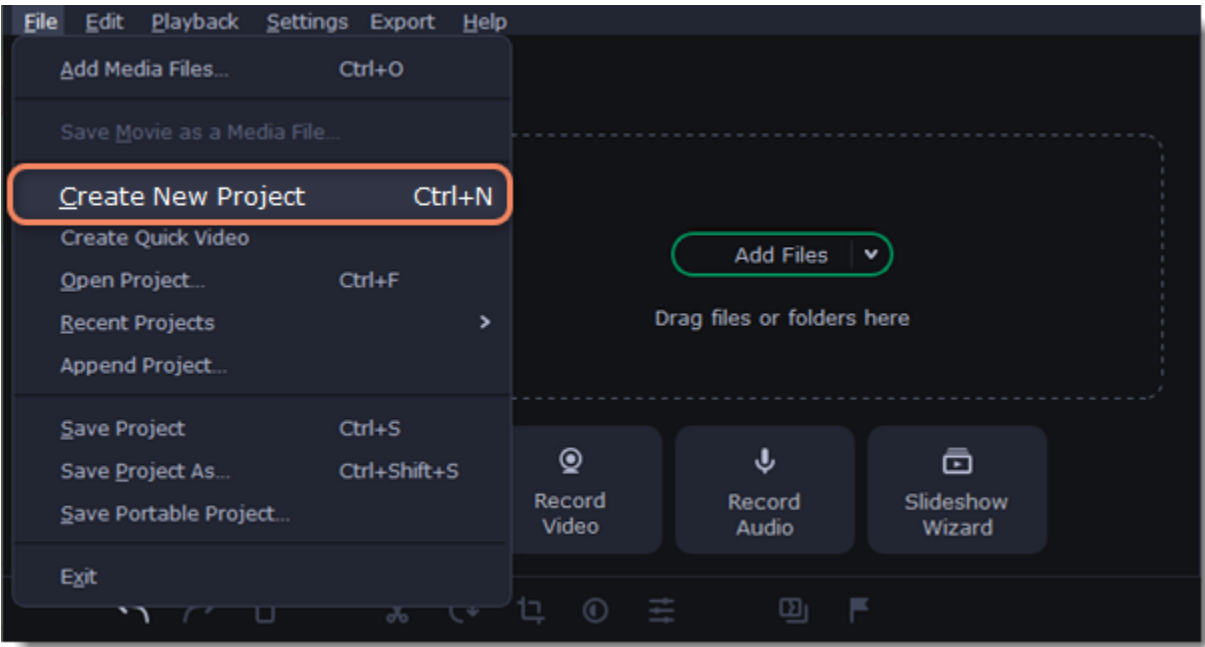 File Edit Playback Settings Export Help
Add Media Files... Ctrl+O
Save Movie as a Media File...
Create New Project Ctrl+N
Create Quick Video
Open Project... Ctrl+F
Recent Projects
Append Project...
Save Project Ctrl+S
Save Project As... Ctrl+Shift+S
Save Portable Project...
Exit
Add Files
Drag files or folders here
Record
Video
Record
Audio
Slideshow
Wizard